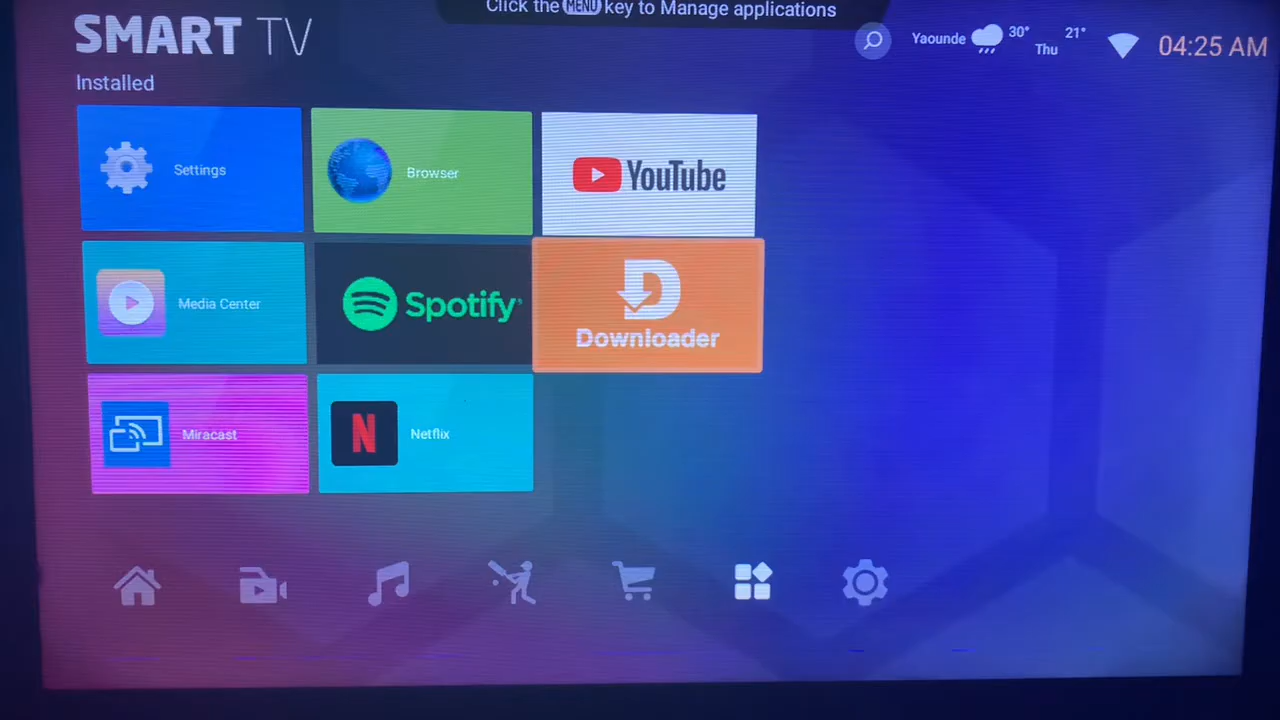 Click the MENU key to Manage applications
SMART TV
Yaounde 30° Thu 21° 04:25 AM
Installed
Settings
Browser
YouTube
Media Center
Spotify
Downloader
Miracast
Netflix